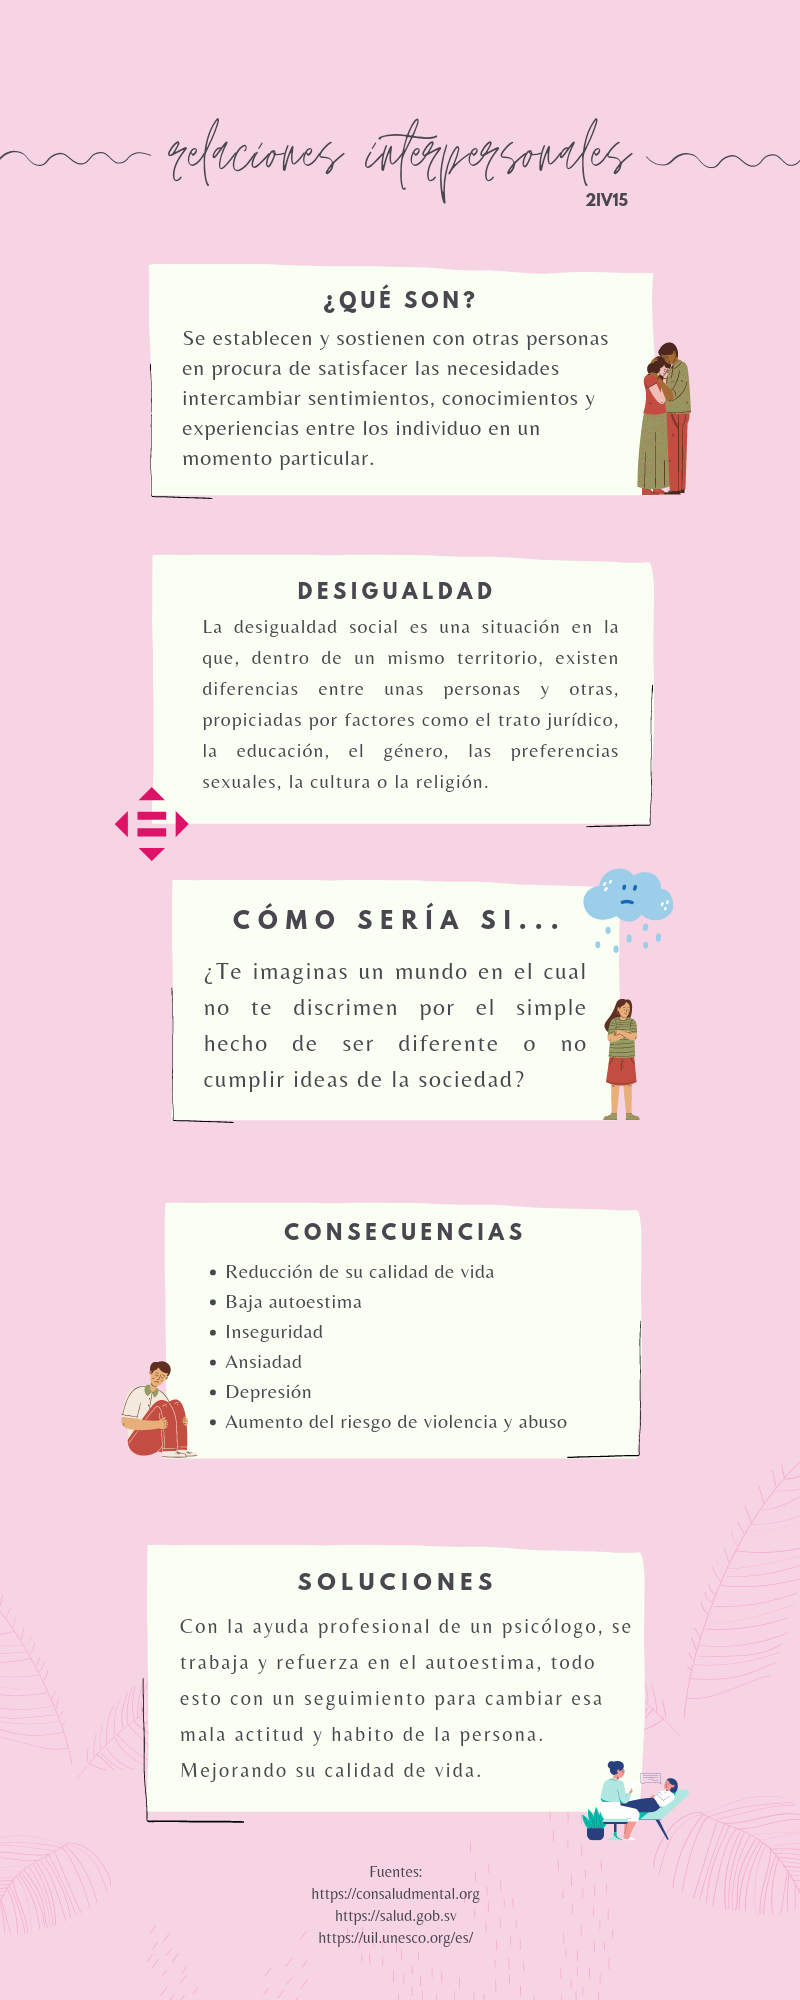 relaciones interpersonales
2IV15
¿QUÉ SON?
Se establecen y sostienen con otras personas
en procura de satisfacer las necesidades
intercambiar sentimientos, conocimientos y
experiencias entre los individuo en un
momento particular.
DESIGUALDAD
La desigualdad social es una situación en la
que, dentro de un mismo territorio, existen
diferencias entre unas personas y otras,
propiciadas por factores como el trato jurídico,
la educación, el género, las preferencias
sexuales, la cultura o la religión.
CÓMO SERÍA SI...
¿Te imaginas un mundo en el cual
no te discrimen por el simple
hecho de ser diferente o no
cumplir ideas de la sociedad?
CONSECUENCIAS
• Reducción de su calidad de vida
• Baja autoestima
• Inseguridad
• Ansiadad
• Depresión
• Aumento del riesgo de violencia y abuso
SOLUCIONES
Con la ayuda profesional de un psicólogo, se
trabaja y refuerza en el autoestima, todo
esto con un seguimiento para cambiar esa
mala actitud y habito de la persona.
Mejorando su calidad de vida.
Fuentes:
https://consaludmental.org
https://salud.gob.sv
https://uil.unesco.org/es/